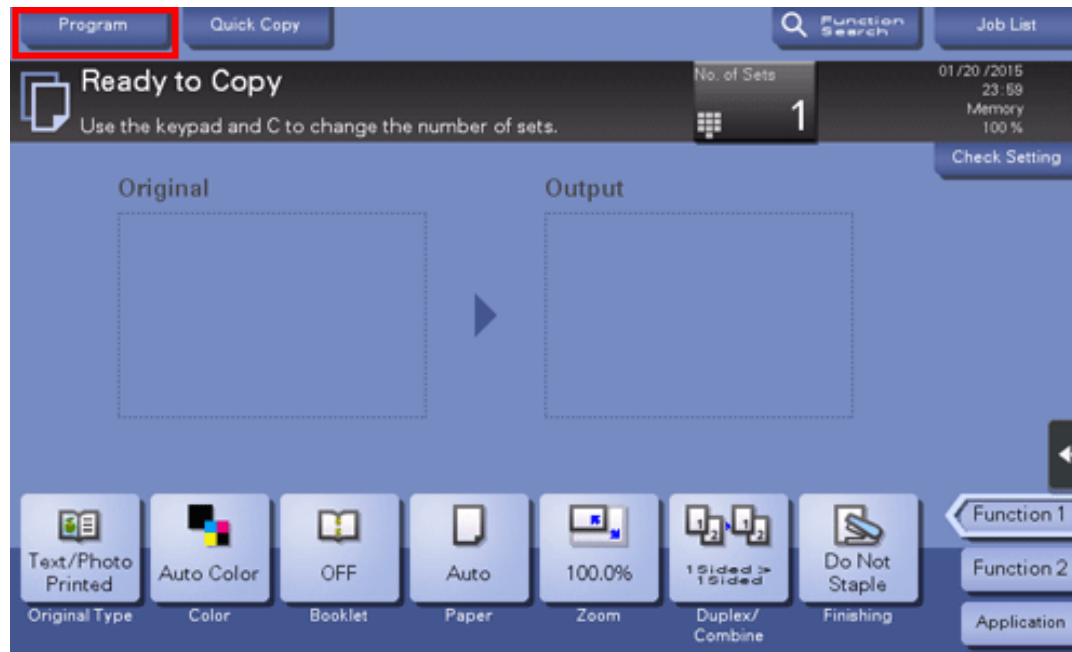 Program
Quick Copy
Function
Search
Job List
Ready to Copy
Use the keypad and C to change the number of sets.
No. of Sets
1
01/20 /2015
23:59
Memory
100 %
Check Setting
Original
Output
Text/Photo
Printed
Auto Color
OFF
Auto
100.0%
1Sided >
1Sided
Do Not
Staple
Original Type
Color
Booklet
Paper
Zoom
Duplex/
Combine
Finishing
Function 1
Function 2
Application